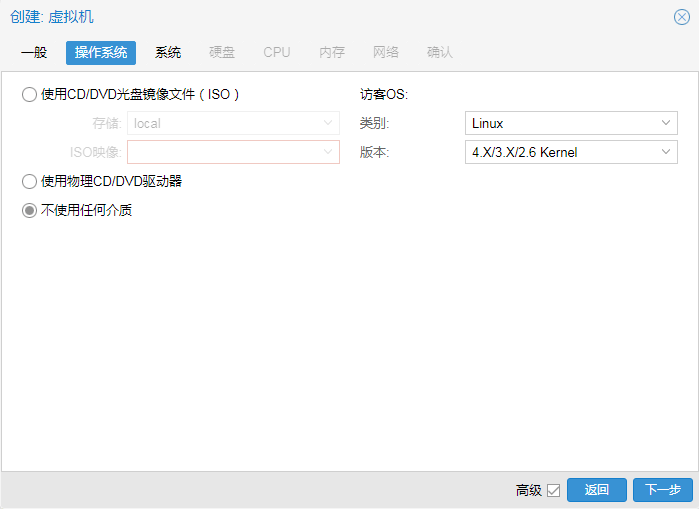 创建: 虚拟机
一般 操作系统 系统 硬盘 CPU 内存 网络 确认
使用CD/DVD光盘镜像文件（ISO） 访客OS:
存储: local 类别: Linux
ISO映像: 版本: 4.X/3.X/2.6 Kernel
使用物理CD/DVD驱动器
不使用任何介质
高级 返回 下一步